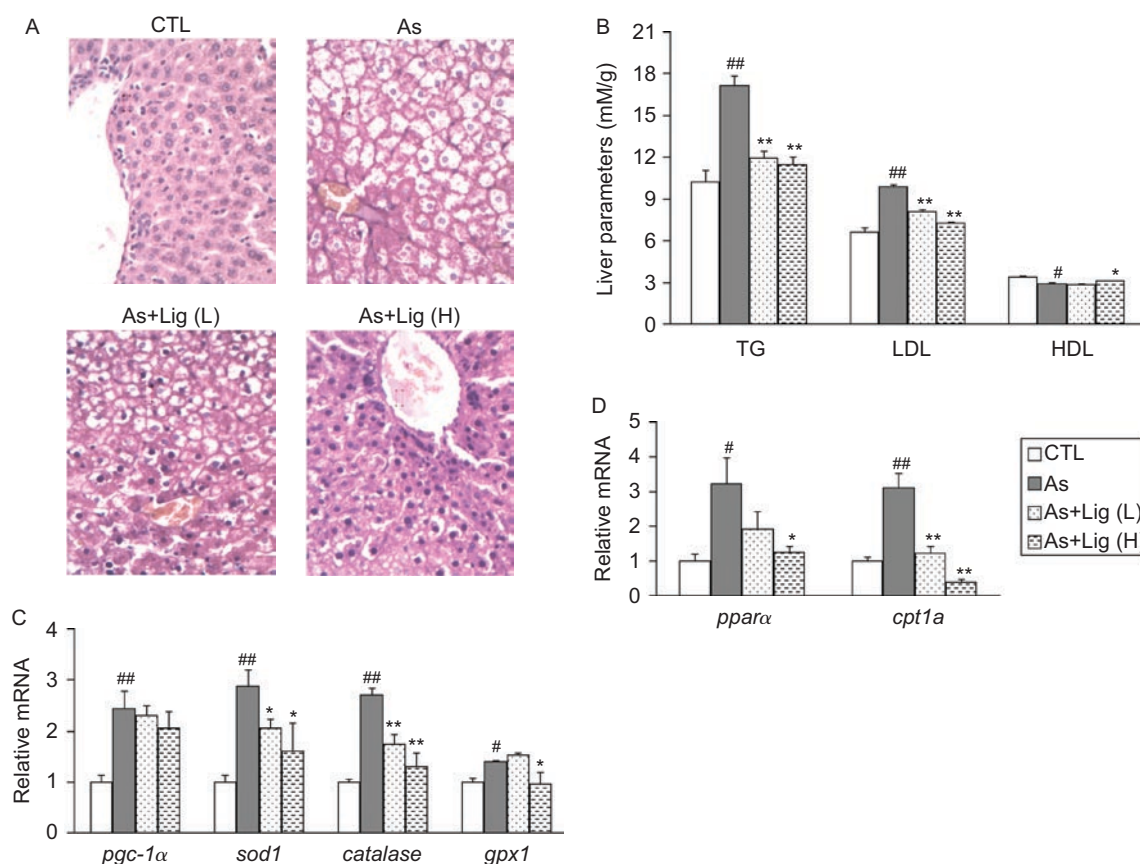 A
CTL
As
As+Lig (L)
As+Lig (H)
B
Liver parameters (mM/g)
21
18
15
12
9
6
3
0
##
**
**
##
**
**
#
*
TG
LDL
HDL
D
Relative mRNA
5
4
3
2
1
0
#
*
##
**
**
pparα
cpt1a
CTL
As
As+Lig (L)
As+Lig (H)
C
Relative mRNA
4
3
2
1
0
##
##
*
*
##
**
**
#
*
pgc-1α
sod1
catalase
gpx1